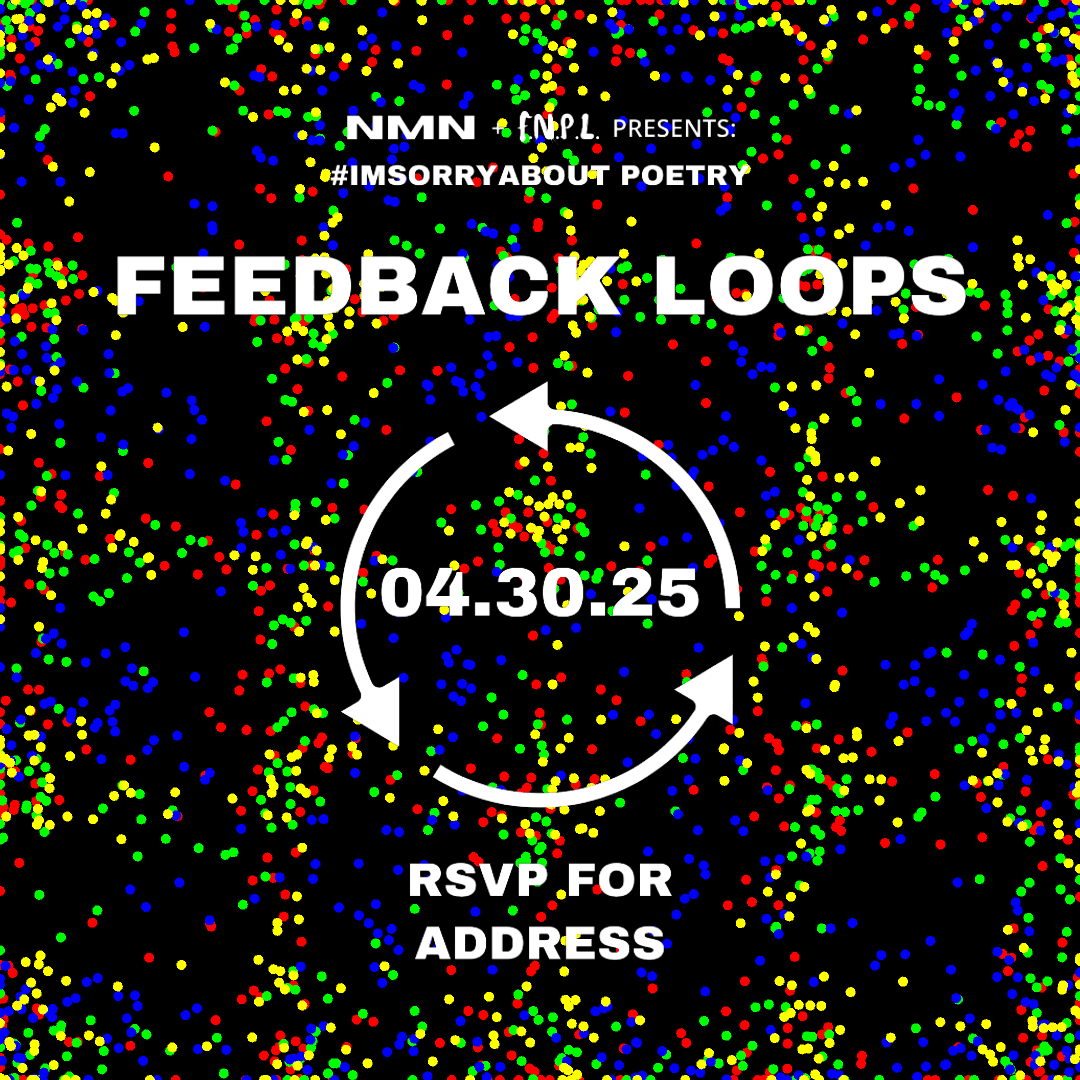 NMN + F.N.P.L. PRESENTS:
#IMSORRYABOUT POETRY
FEEDBACK LOOPS
04.30.25
RSVP FOR
ADDRESS